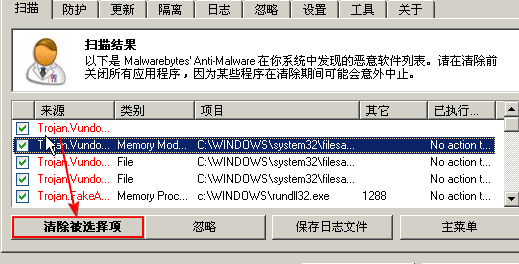 扫描 防护 更新 隔离 日志 忽略 设置 工具 关于
扫描结果
以下是 Malwarebytes' Anti-Malware 在你系统中发现的恶意软件列表。请在清除前
关闭所有应用程序，因为某些程序在清除期间可能会意外中止。
来源 类别 项目 其它 已执行...
Trojan.Vundo...
Trojan.Vundo... Memory Mod... C:\WINDOWS\system32\filesa... No action t...
Trojan.Vundo... File C:\WINDOWS\system32\filesa... No action t...
Trojan.Vundo... File C:\WINDOWS\system32\filesa... No action t...
Trojan.FakeA... Memory Proc... c:\WINDOWS\rundll32.exe 1288 No action t...
清除被选择项 忽略 保存日志文件 主菜单